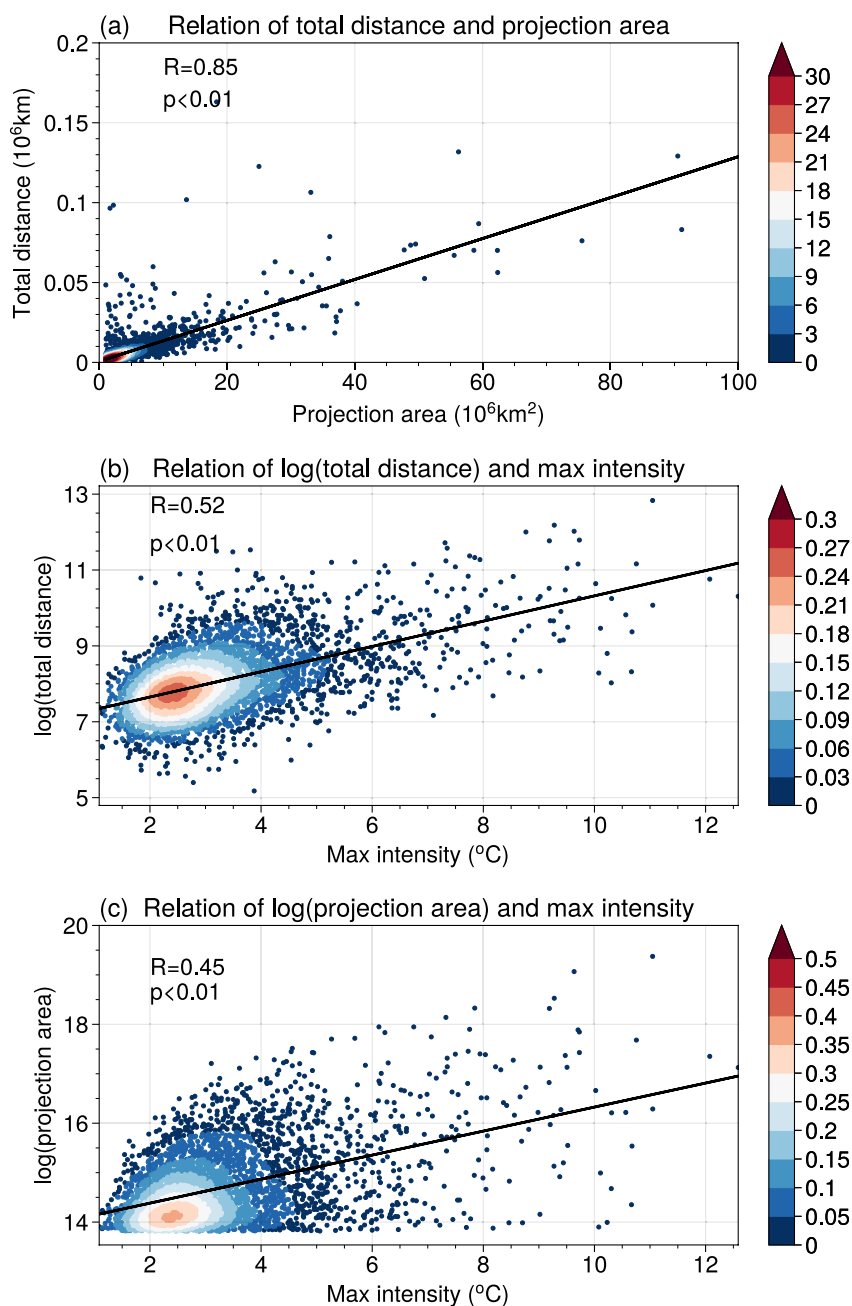 (a) Relation of total distance and projection area
R=0.85
p<0.01
Total distance (10⁶km)
0.2
0.15
0.1
0.05
0
0 20 40 60 80 100
Projection area (10⁶km²)
30
27
24
21
18
15
12
9
6
3
0
(b) Relation of log(total distance) and max intensity
R=0.52
p<0.01
log(total distance)
13
11
9
7
5
2 4 6 8 10 12
Max intensity (°C)
0.3
0.27
0.24
0.21
0.18
0.15
0.12
0.09
0.06
0.03
0
(c) Relation of log(projection area) and max intensity
R=0.45
p<0.01
log(projection area)
20
18
16
14
2 4 6 8 10 12
Max intensity (°C)
0.5
0.45
0.4
0.35
0.3
0.25
0.2
0.15
0.1
0.05
0